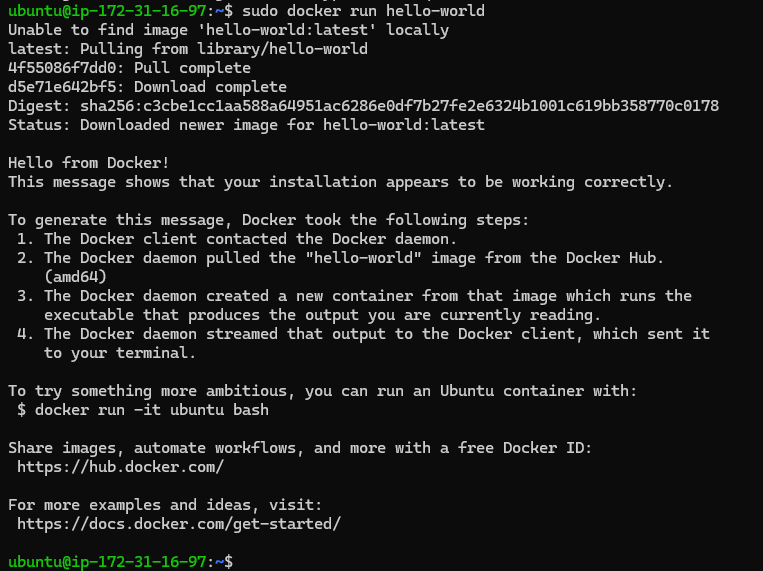 ubuntu@ip-172-31-16-97:~$ sudo docker run hello-world
Unable to find image 'hello-world:latest' locally
latest: Pulling from library/hello-world
4f55086f7dd0: Pull complete
d5e71e642bf5: Download complete
Digest: sha256:c3cbe1cc1aa588a64951ac6286e0df7b27fe2e6324b1001c619bb358770c0178
Status: Downloaded newer image for hello-world:latest

Hello from Docker!
This message shows that your installation appears to be working correctly.

To generate this message, Docker took the following steps:
 1. The Docker client contacted the Docker daemon.
 2. The Docker daemon pulled the "hello-world" image from the Docker Hub.
    (amd64)
 3. The Docker daemon created a new container from that image which runs the
    executable that produces the output you are currently reading.
 4. The Docker daemon streamed that output to the Docker client, which sent it
    to your terminal.

To try something more ambitious, you can run an Ubuntu container with:
 $ docker run -it ubuntu bash

Share images, automate workflows, and more with a free Docker ID:
 https://hub.docker.com/

For more examples and ideas, visit:
 https://docs.docker.com/get-started/

ubuntu@ip-172-31-16-97:~$